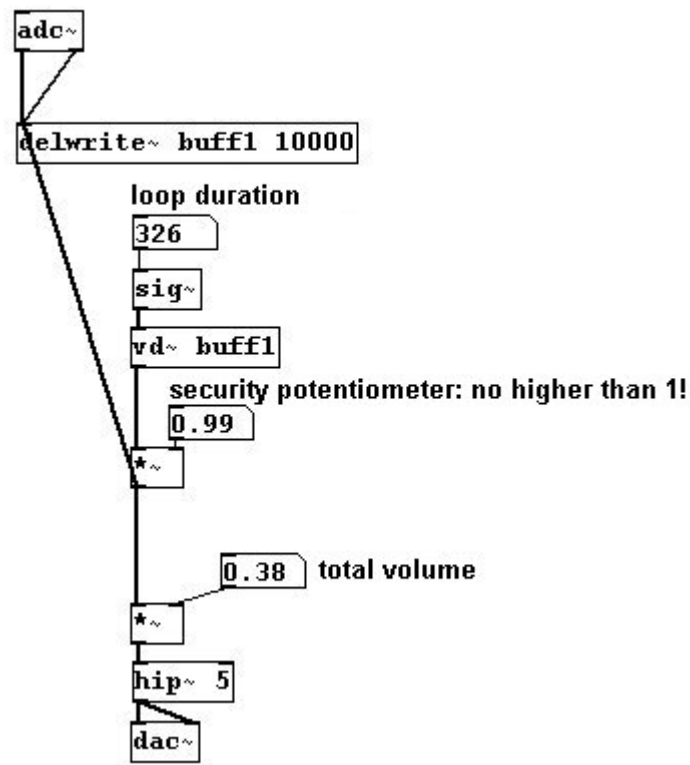 adc~
delwrite~ buff1 10000
loop duration
326
sig~
vd~ buff1
security potentiometer: no higher than 1!
0.99
*~
0.38 total volume
*~
hip~ 5
dac~